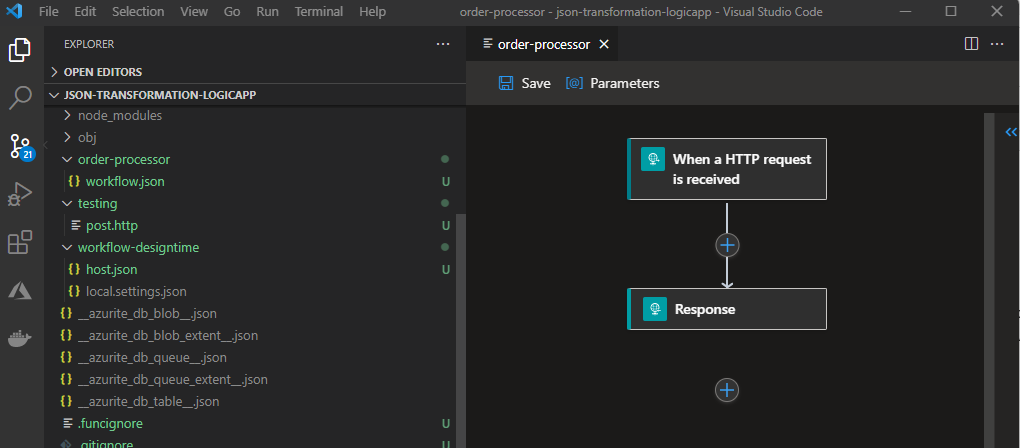 File Edit Selection View Go Run Terminal Help order-processor - json-transformation-logicapp - Visual Studio Code
EXPLORER
OPEN EDITORS
JSON-TRANSFORMATION-LOGICAPP
node_modules
obj
order-processor
{} workflow.json U
testing
post.http U
workflow-designtime
{} host.json U
{} local.settings.json
{} __azurite_db_blob__.json
{} __azurite_db_blob_extent__.json
{} __azurite_db_queue__.json
{} __azurite_db_queue_extent__.json
{} __azurite_db_table__.json
.funcignore U
.gitignore U
21
order-processor
Save [@] Parameters
When a HTTP request
is received
Response